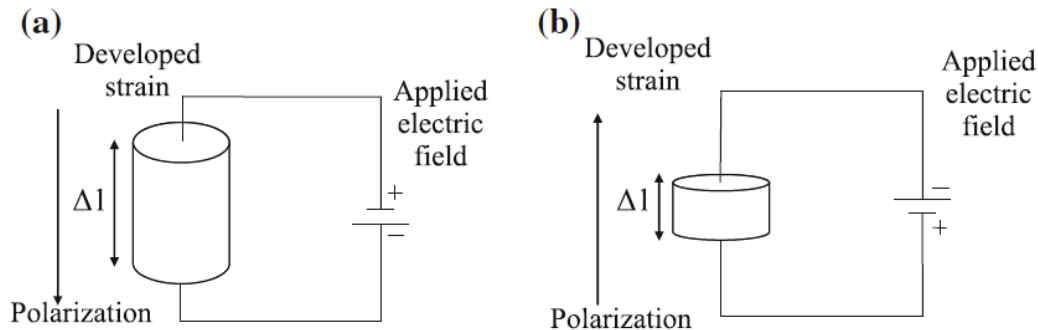 (a)
Developed
strain
Applied
electric
field
Δl
+
−
Polarization
(b)
Developed
strain
Applied
electric
field
Δl
−
+
Polarization